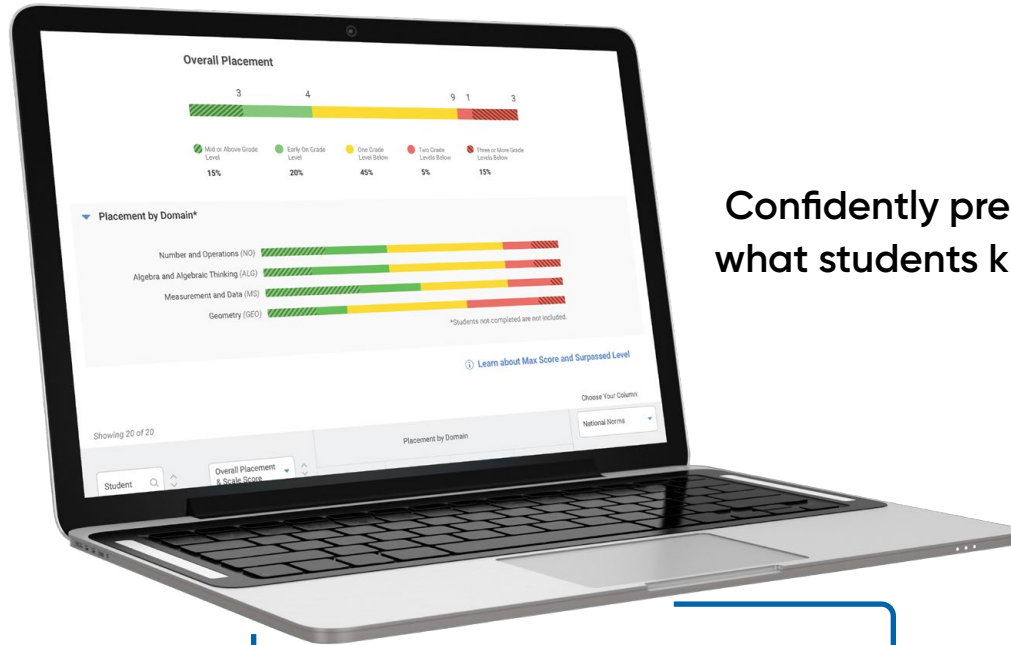 Overall Placement
3 4 9 1 3
Mid or Above Grade Level
15%
Early On Grade Level
20%
One Grade Level Below
45%
Two Grade Levels Below
5%
Three or More Grade Levels Below
15%
Placement by Domain*
Number and Operations (NO)
Algebra and Algebraic Thinking (ALG)
Measurement and Data (MS)
Geometry (GEO)
*Students not completed are not included.
Learn about Max Score and Surpassed Level
Showing 20 of 20
Choose Your Column
National Norms
Placement by Domain
Student
Overall Placement
& Scale Score
Confidently pre
what students k